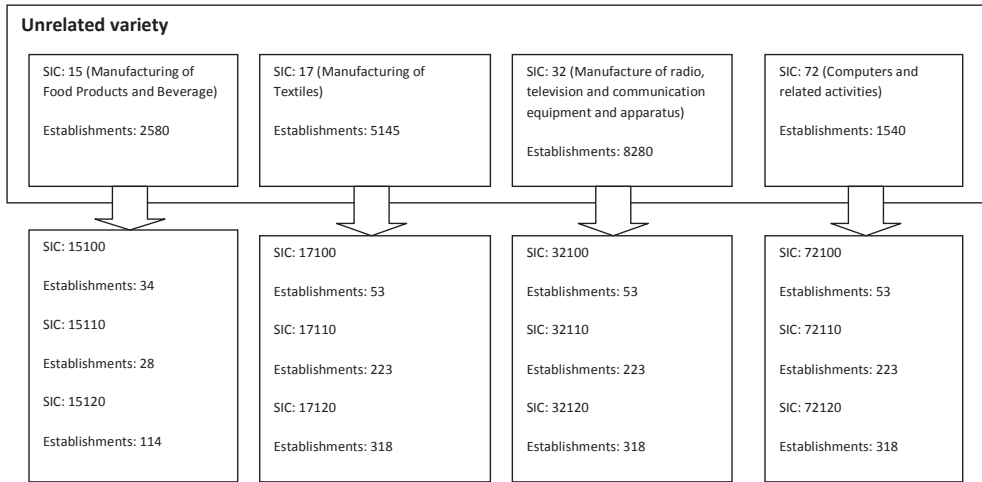 Unrelated variety
SIC: 15 (Manufacturing of
Food Products and Beverage)
Establishments: 2580
SIC: 17 (Manufacturing of
Textiles)
Establishments: 5145
SIC: 32 (Manufacture of radio,
television and communication
equipment and apparatus)
Establishments: 8280
SIC: 72 (Computers and
related activities)
Establishments: 1540
SIC: 15100
Establishments: 34
SIC: 15110
Establishments: 28
SIC: 15120
Establishments: 114
SIC: 17100
Establishments: 53
SIC: 17110
Establishments: 223
SIC: 17120
Establishments: 318
SIC: 32100
Establishments: 53
SIC: 32110
Establishments: 223
SIC: 32120
Establishments: 318
SIC: 72100
Establishments: 53
SIC: 72110
Establishments: 223
SIC: 72120
Establishments: 318